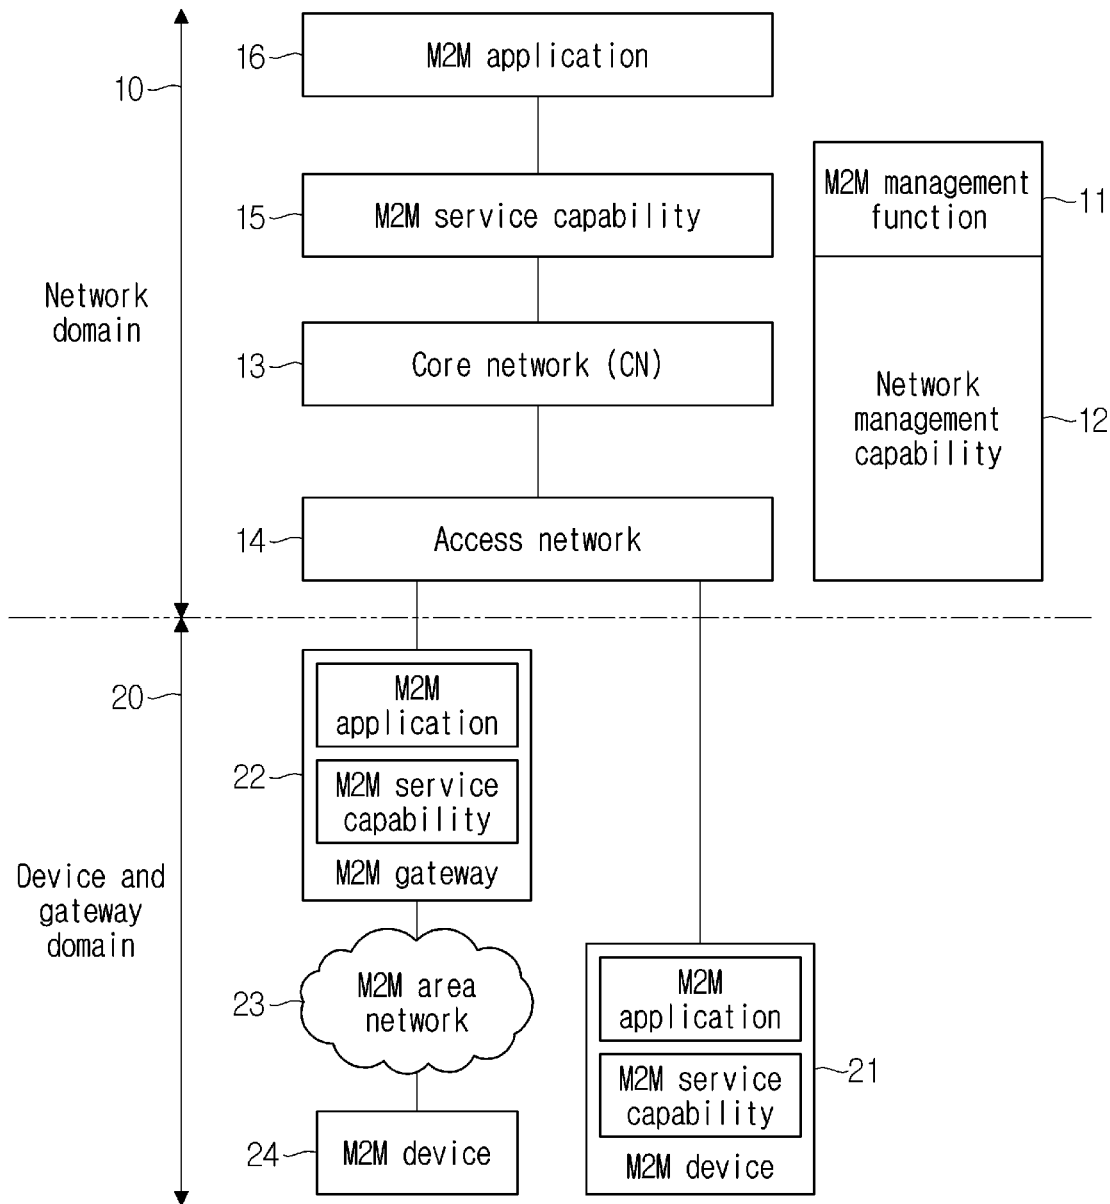 16
M2M application
10
15
M2M service capability
M2M management
function
11
Network
domain
13
Core network (CN)
Network
management
capability
12
14
Access network
20
22
M2M
application
M2M service
capability
M2M gateway
Device and
gateway
domain
23
M2M area
network
24
M2M device
M2M
application
M2M service
capability
M2M device
21